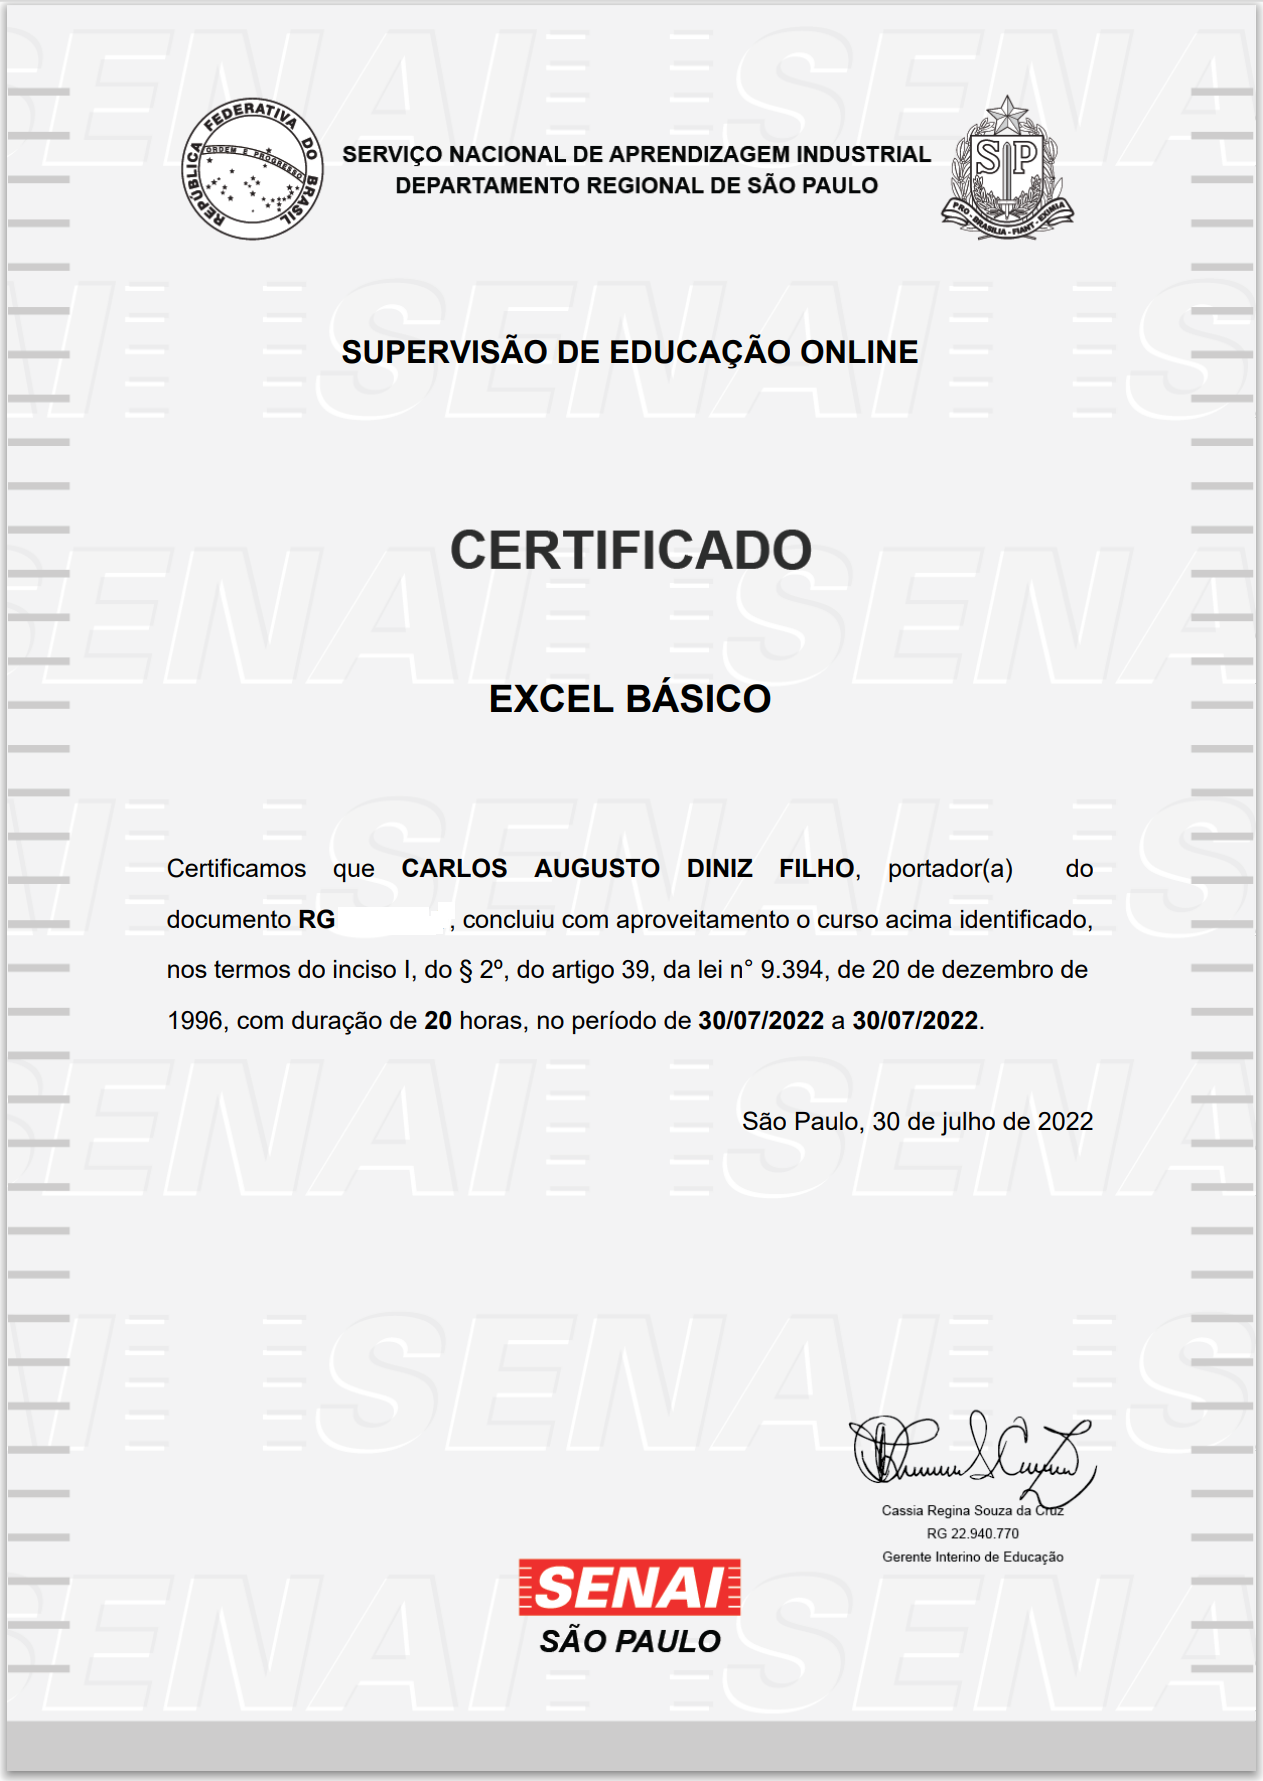 REPÚBLICA FEDERATIVA DO BRASIL
ORDEM E PROGRESSO
SERVIÇO NACIONAL DE APRENDIZAGEM INDUSTRIAL
DEPARTAMENTO REGIONAL DE SÃO PAULO
SP
PRO·BRASILIA·FIANT·EXIMIA
SUPERVISÃO DE EDUCAÇÃO ONLINE
CERTIFICADO
EXCEL BÁSICO
Certificamos que CARLOS AUGUSTO DINIZ FILHO, portador(a) do
documento RG , concluiu com aproveitamento o curso acima identificado,
nos termos do inciso I, do § 2º, do artigo 39, da lei n° 9.394, de 20 de dezembro de
1996, com duração de 20 horas, no período de 30/07/2022 a 30/07/2022.
São Paulo, 30 de julho de 2022
Cassia Regina Souza da Cruz
RG 22.940.770
Gerente Interino de Educação
SENAI
SÃO PAULO